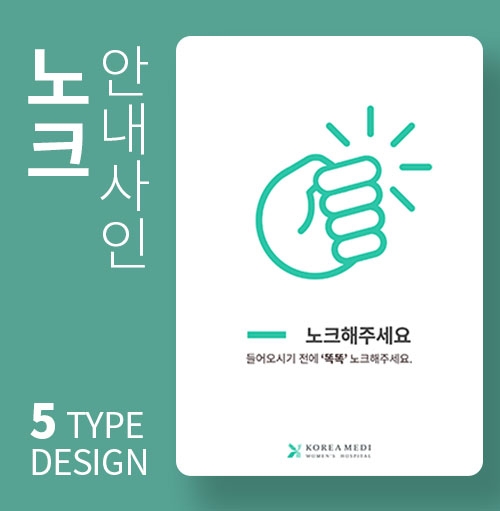 노크
안내사인
5 TYPE
DESIGN
노크해주세요
들어오시기 전에 ‘똑똑’ 노크해주세요.
KOREA MEDI
WOMEN'S HOSPITAL